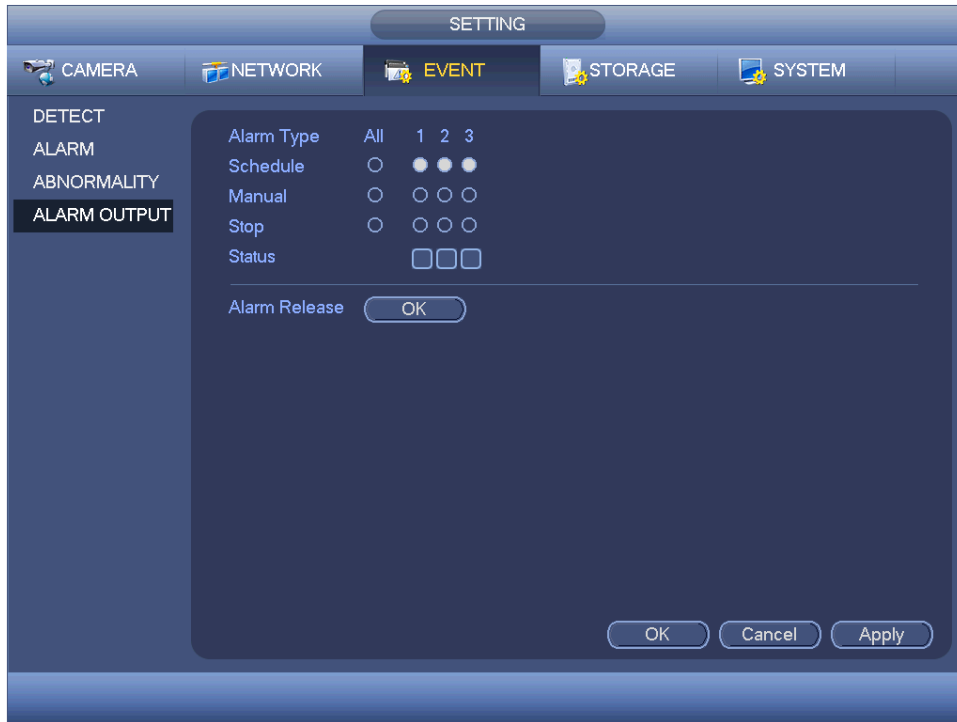 SETTING
CAMERA NETWORK EVENT STORAGE SYSTEM
DETECT
ALARM
ABNORMALITY
ALARM OUTPUT
Alarm Type All 1 2 3
Schedule
Manual
Stop
Status
Alarm Release OK
OK Cancel Apply